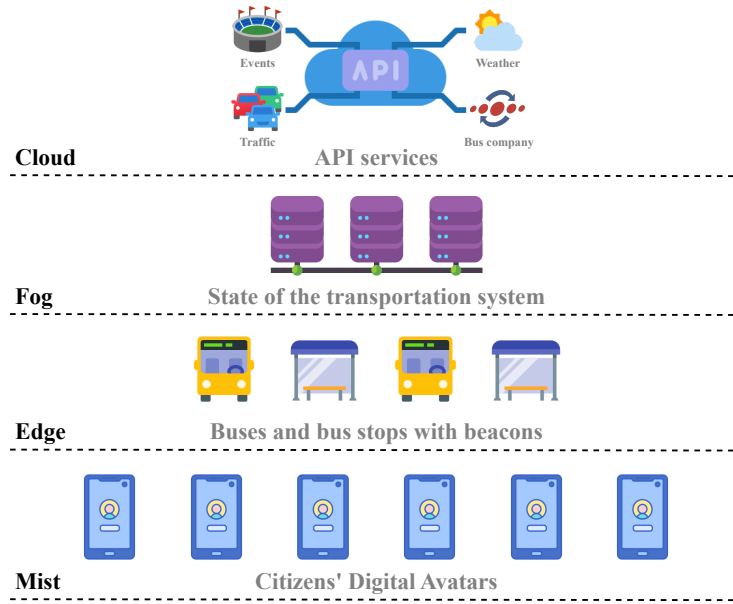 Events
Weather
API
Traffic
Bus company
Cloud
API services
Fog
State of the transportation system
Edge
Buses and bus stops with beacons
Mist
Citizens' Digital Avatars